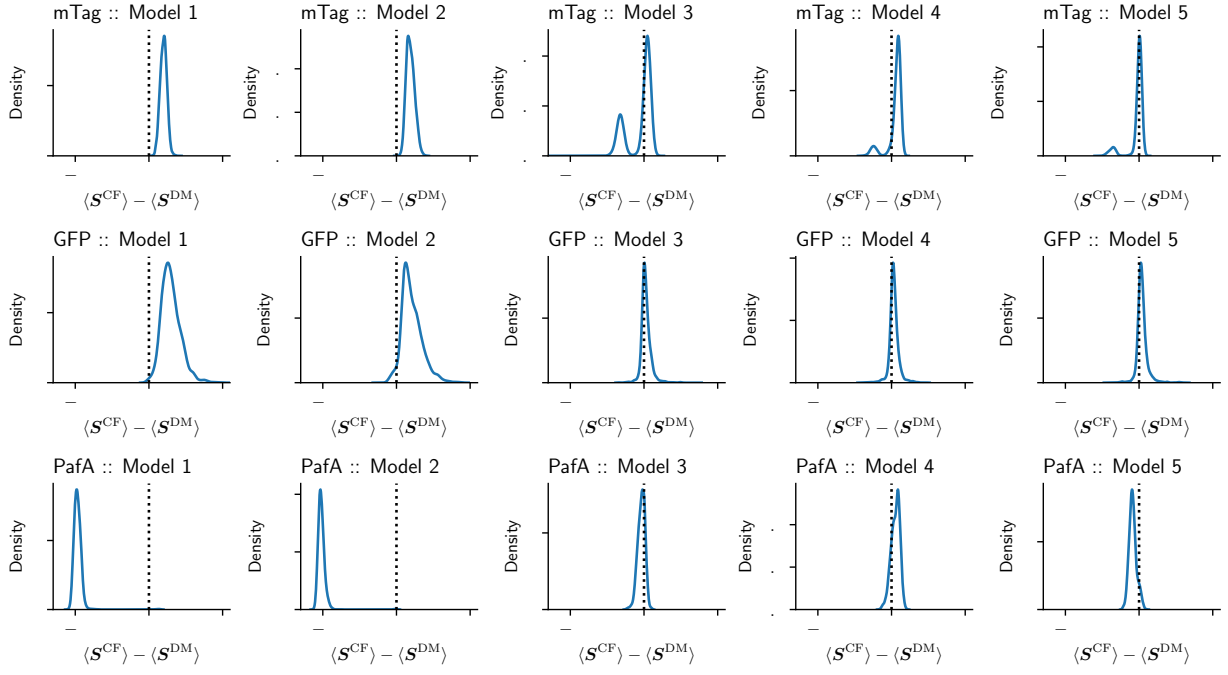 mTag :: Model 1
mTag :: Model 2
mTag :: Model 3
mTag :: Model 4
mTag :: Model 5
Density
Density
Density
Density
Density
⟨S^CF⟩ − ⟨S^DM⟩
⟨S^CF⟩ − ⟨S^DM⟩
⟨S^CF⟩ − ⟨S^DM⟩
⟨S^CF⟩ − ⟨S^DM⟩
⟨S^CF⟩ − ⟨S^DM⟩
GFP :: Model 1
GFP :: Model 2
GFP :: Model 3
GFP :: Model 4
GFP :: Model 5
Density
Density
Density
Density
Density
⟨S^CF⟩ − ⟨S^DM⟩
⟨S^CF⟩ − ⟨S^DM⟩
⟨S^CF⟩ − ⟨S^DM⟩
⟨S^CF⟩ − ⟨S^DM⟩
⟨S^CF⟩ − ⟨S^DM⟩
PafA :: Model 1
PafA :: Model 2
PafA :: Model 3
PafA :: Model 4
PafA :: Model 5
Density
Density
Density
Density
Density
⟨S^CF⟩ − ⟨S^DM⟩
⟨S^CF⟩ − ⟨S^DM⟩
⟨S^CF⟩ − ⟨S^DM⟩
⟨S^CF⟩ − ⟨S^DM⟩
⟨S^CF⟩ − ⟨S^DM⟩